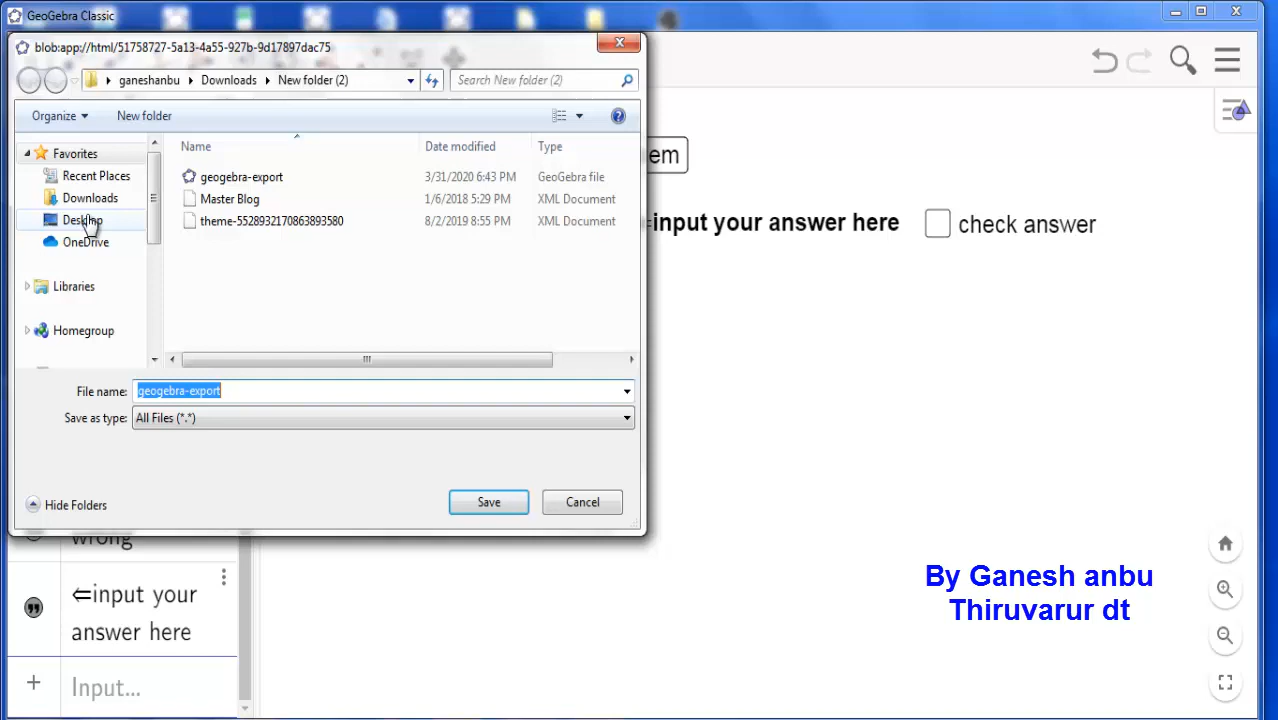 GeoGebra Classic
blob:app://html/51758727-5a13-4a55-927b-9d17897dac75
ganeshanbu Downloads New folder (2)
Search New folder (2)
Organize New folder
Favorites
Recent Places
Downloads
Desktop
OneDrive
Libraries
Homegroup
Name Date modified Type
geogebra-export 3/31/2020 6:43 PM GeoGebra file
Master Blog 1/6/2018 5:29 PM XML Document
theme-5528932170863893580 8/2/2019 8:55 PM XML Document
File name: geogebra-export
Save as type: All Files (*.*)
Hide Folders
Save Cancel
em
input your answer here
check answer
wrong
⇐input your
answer here
Input...
By Ganesh anbu
Thiruvarur dt